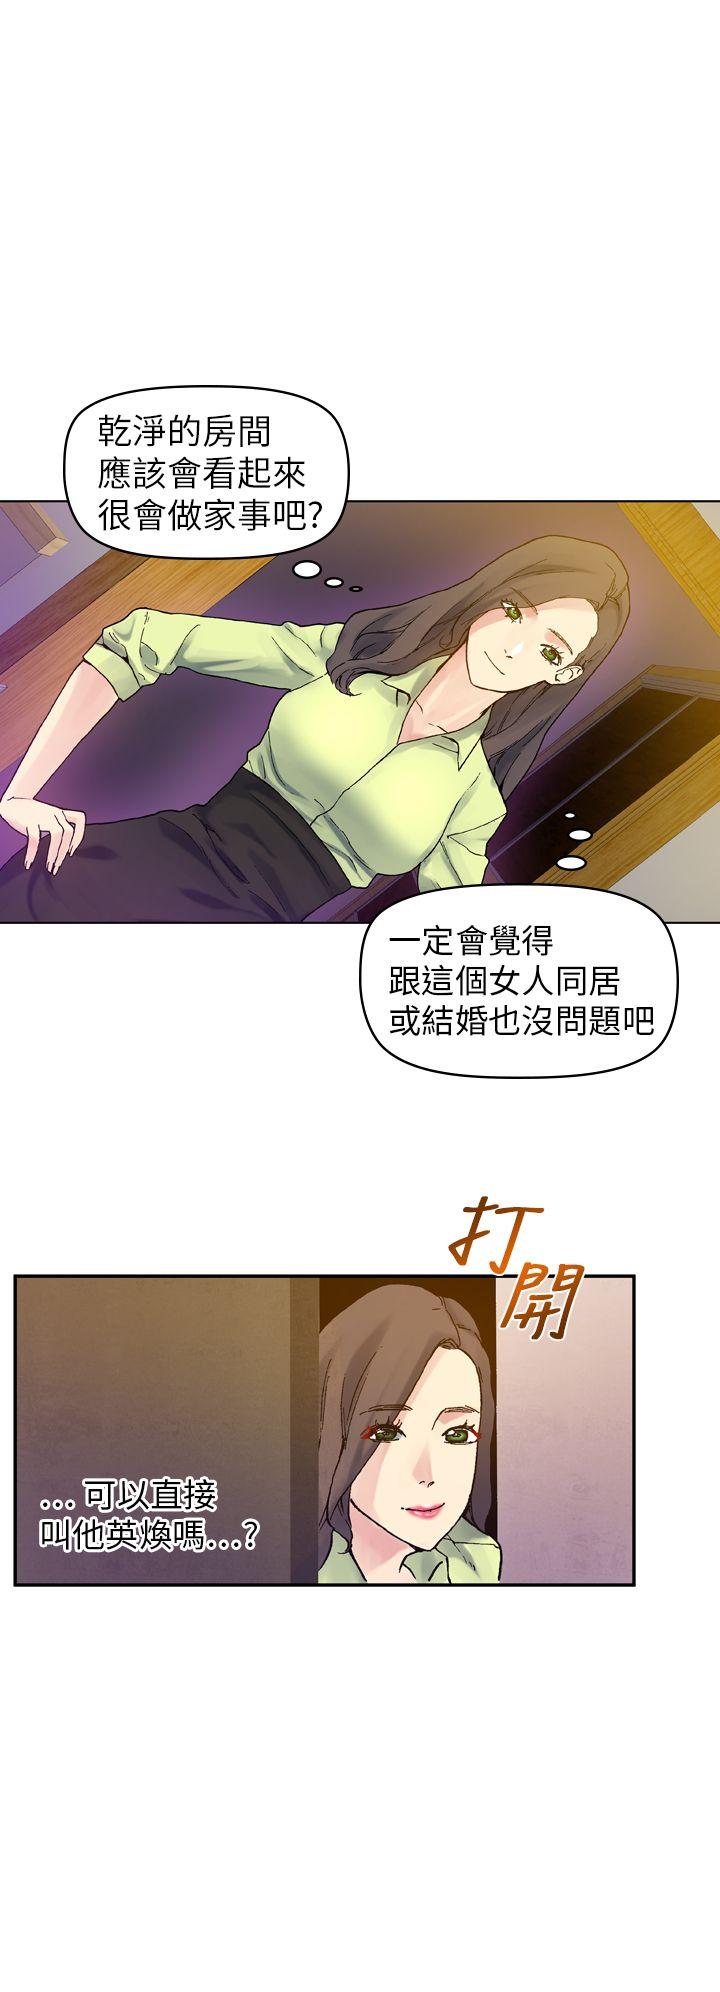 乾淨的房間
應該會看起來
很會做家事吧?
一定會覺得
跟這個女人同居
或結婚也沒問題吧
打開
…可以直接
叫他英煥嗎…?